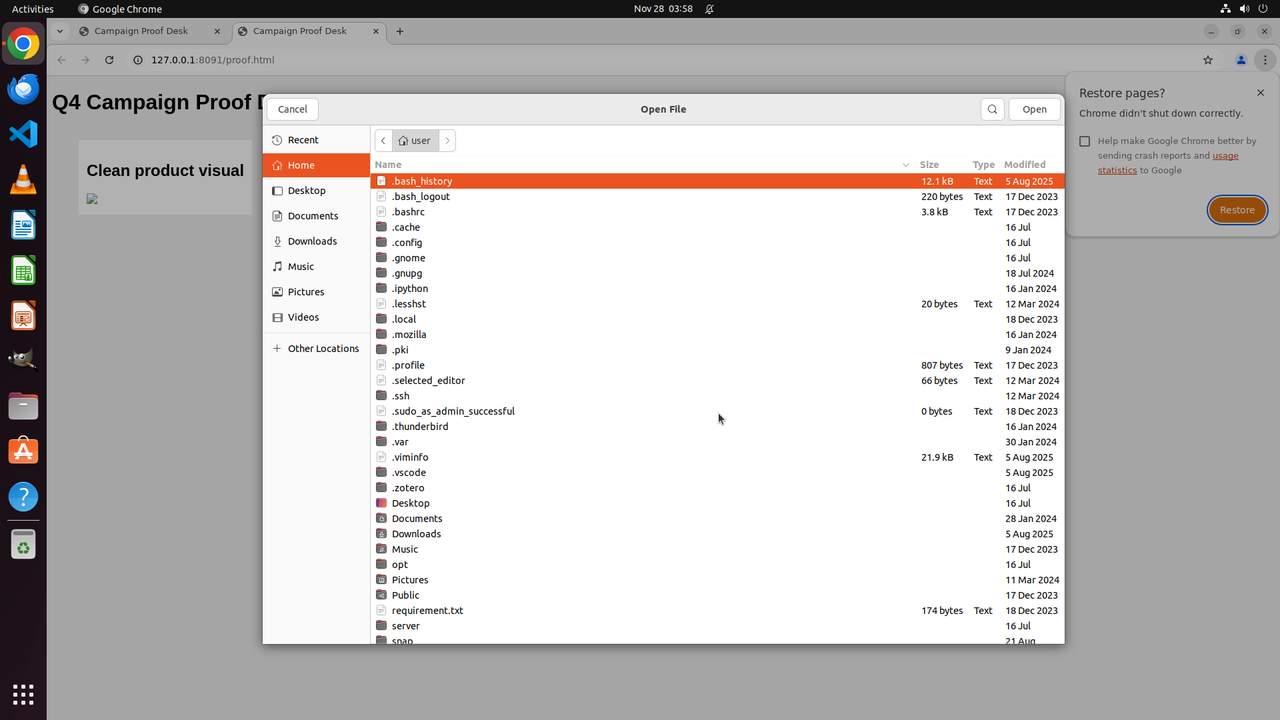 Activities
Google Chrome
Nov 28 03:58
Campaign Proof Desk
Campaign Proof Desk
127.0.0.1:8091/proof.html
Q4 Campaign Proof D
Clean product visual
Restore pages?
Chrome didn't shut down correctly.
Help make Google Chrome better by
sending crash reports and usage
statistics to Google
Restore
Cancel
Open File
Open
Recent
Home
Desktop
Documents
Downloads
Music
Pictures
Videos
Other Locations
user
Name Size Type Modified
.bash_history 12.1 kB Text 5 Aug 2025
.bash_logout 220 bytes Text 17 Dec 2023
.bashrc 3.8 kB Text 17 Dec 2023
.cache 16 Jul
.config 16 Jul
.gnome 16 Jul
.gnupg 18 Jul 2024
.ipython 16 Jan 2024
.lesshst 20 bytes Text 12 Mar 2024
.local 18 Dec 2023
.mozilla 16 Jan 2024
.pki 9 Jan 2024
.profile 807 bytes Text 17 Dec 2023
.selected_editor 66 bytes Text 12 Mar 2024
.ssh 12 Mar 2024
.sudo_as_admin_successful 0 bytes Text 18 Dec 2023
.thunderbird 16 Jan 2024
.var 30 Jan 2024
.viminfo 21.9 kB Text 5 Aug 2025
.vscode 5 Aug 2025
.zotero 16 Jul
Desktop 16 Jul
Documents 28 Jan 2024
Downloads 5 Aug 2025
Music 17 Dec 2023
opt 16 Jul
Pictures 11 Mar 2024
Public 17 Dec 2023
requirement.txt 174 bytes Text 18 Dec 2023
server 16 Jul
snap 21 Aug